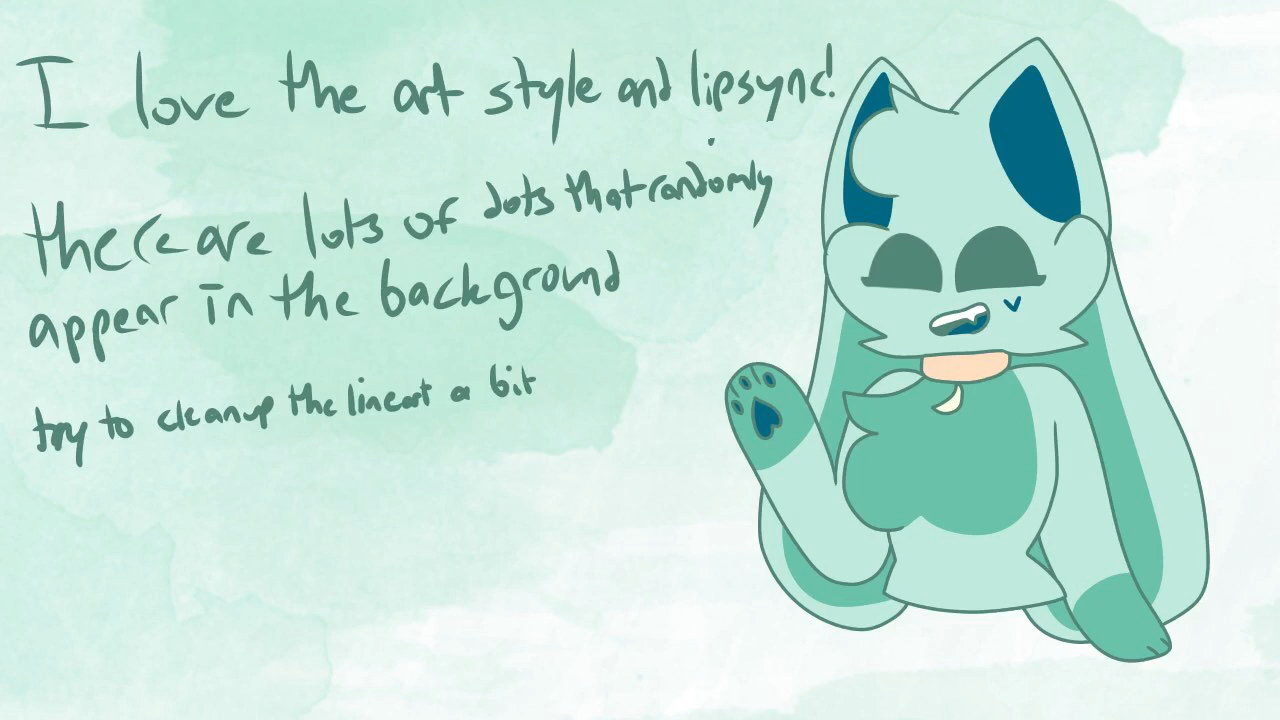 I love the art style and lipsync!
there are lots of dots that randomly
appear in the background
try to cleanup the lineart a bit